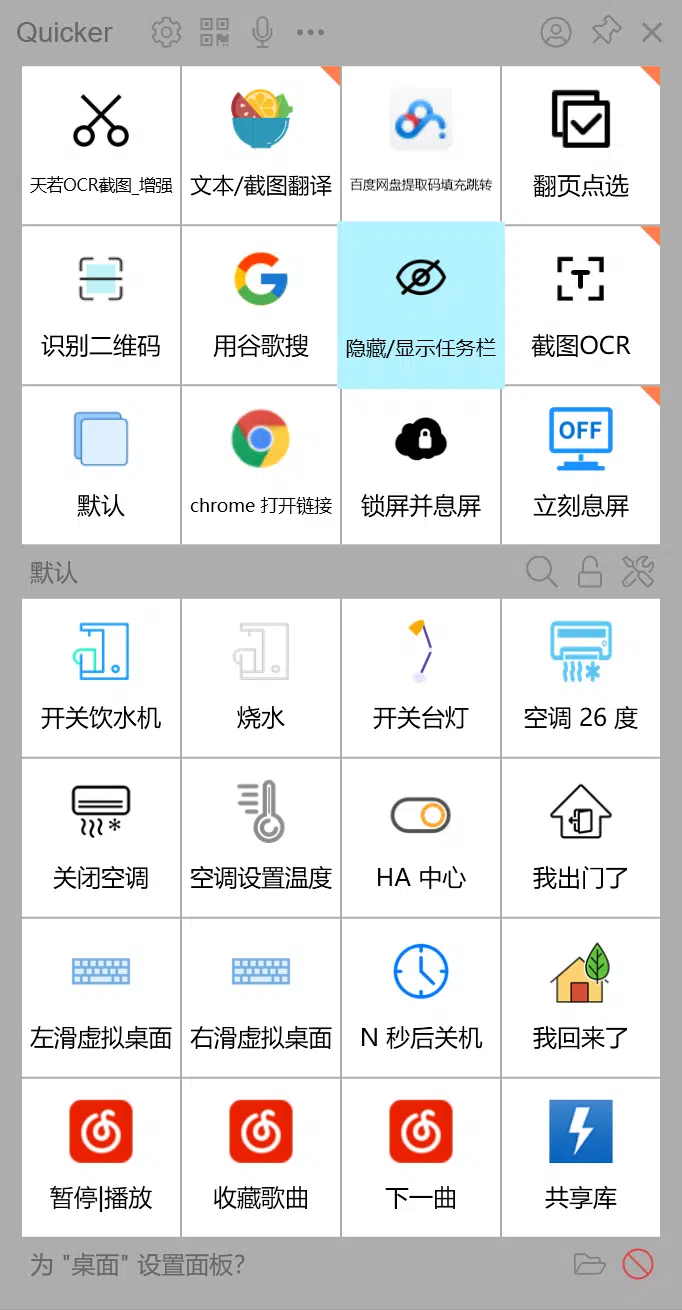 Quicker
天若OCR截图_增强
文本/截图翻译
百度网盘提取码填充跳转
翻页点选
识别二维码
用谷歌搜
隐藏/显示任务栏
T
截图OCR
默认
chrome 打开链接
锁屏并息屏
OFF
立刻息屏
默认
开关饮水机
烧水
开关台灯
空调 26 度
关闭空调
空调设置温度
HA 中心
我出门了
左滑虚拟桌面
右滑虚拟桌面
N 秒后关机
我回来了
暂停|播放
收藏歌曲
下一曲
共享库
为 "桌面" 设置面板?